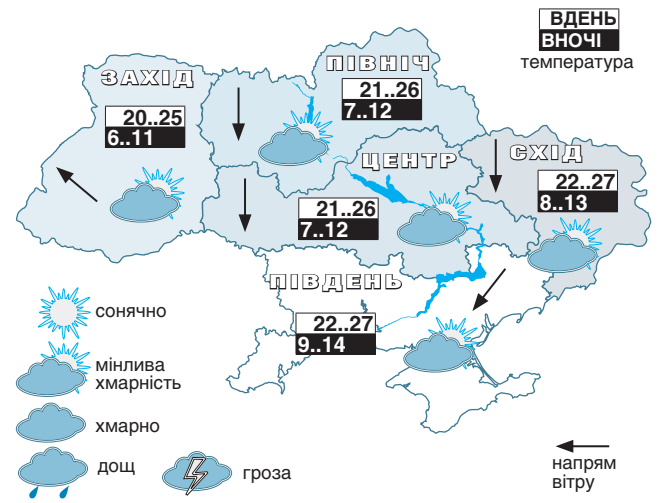 ВДЕНЬ
ВНОЧІ
температура
ЗАХІД
20..25
6..11
ПІВНІЧ
21..26
7..12
ЦЕНТР
21..26
7..12
СХІД
22..27
8..13
ПІВДЕНЬ
22..27
9..14
сонячно
мінлива
хмарність
хмарно
дощ
гроза
напрям
вітру